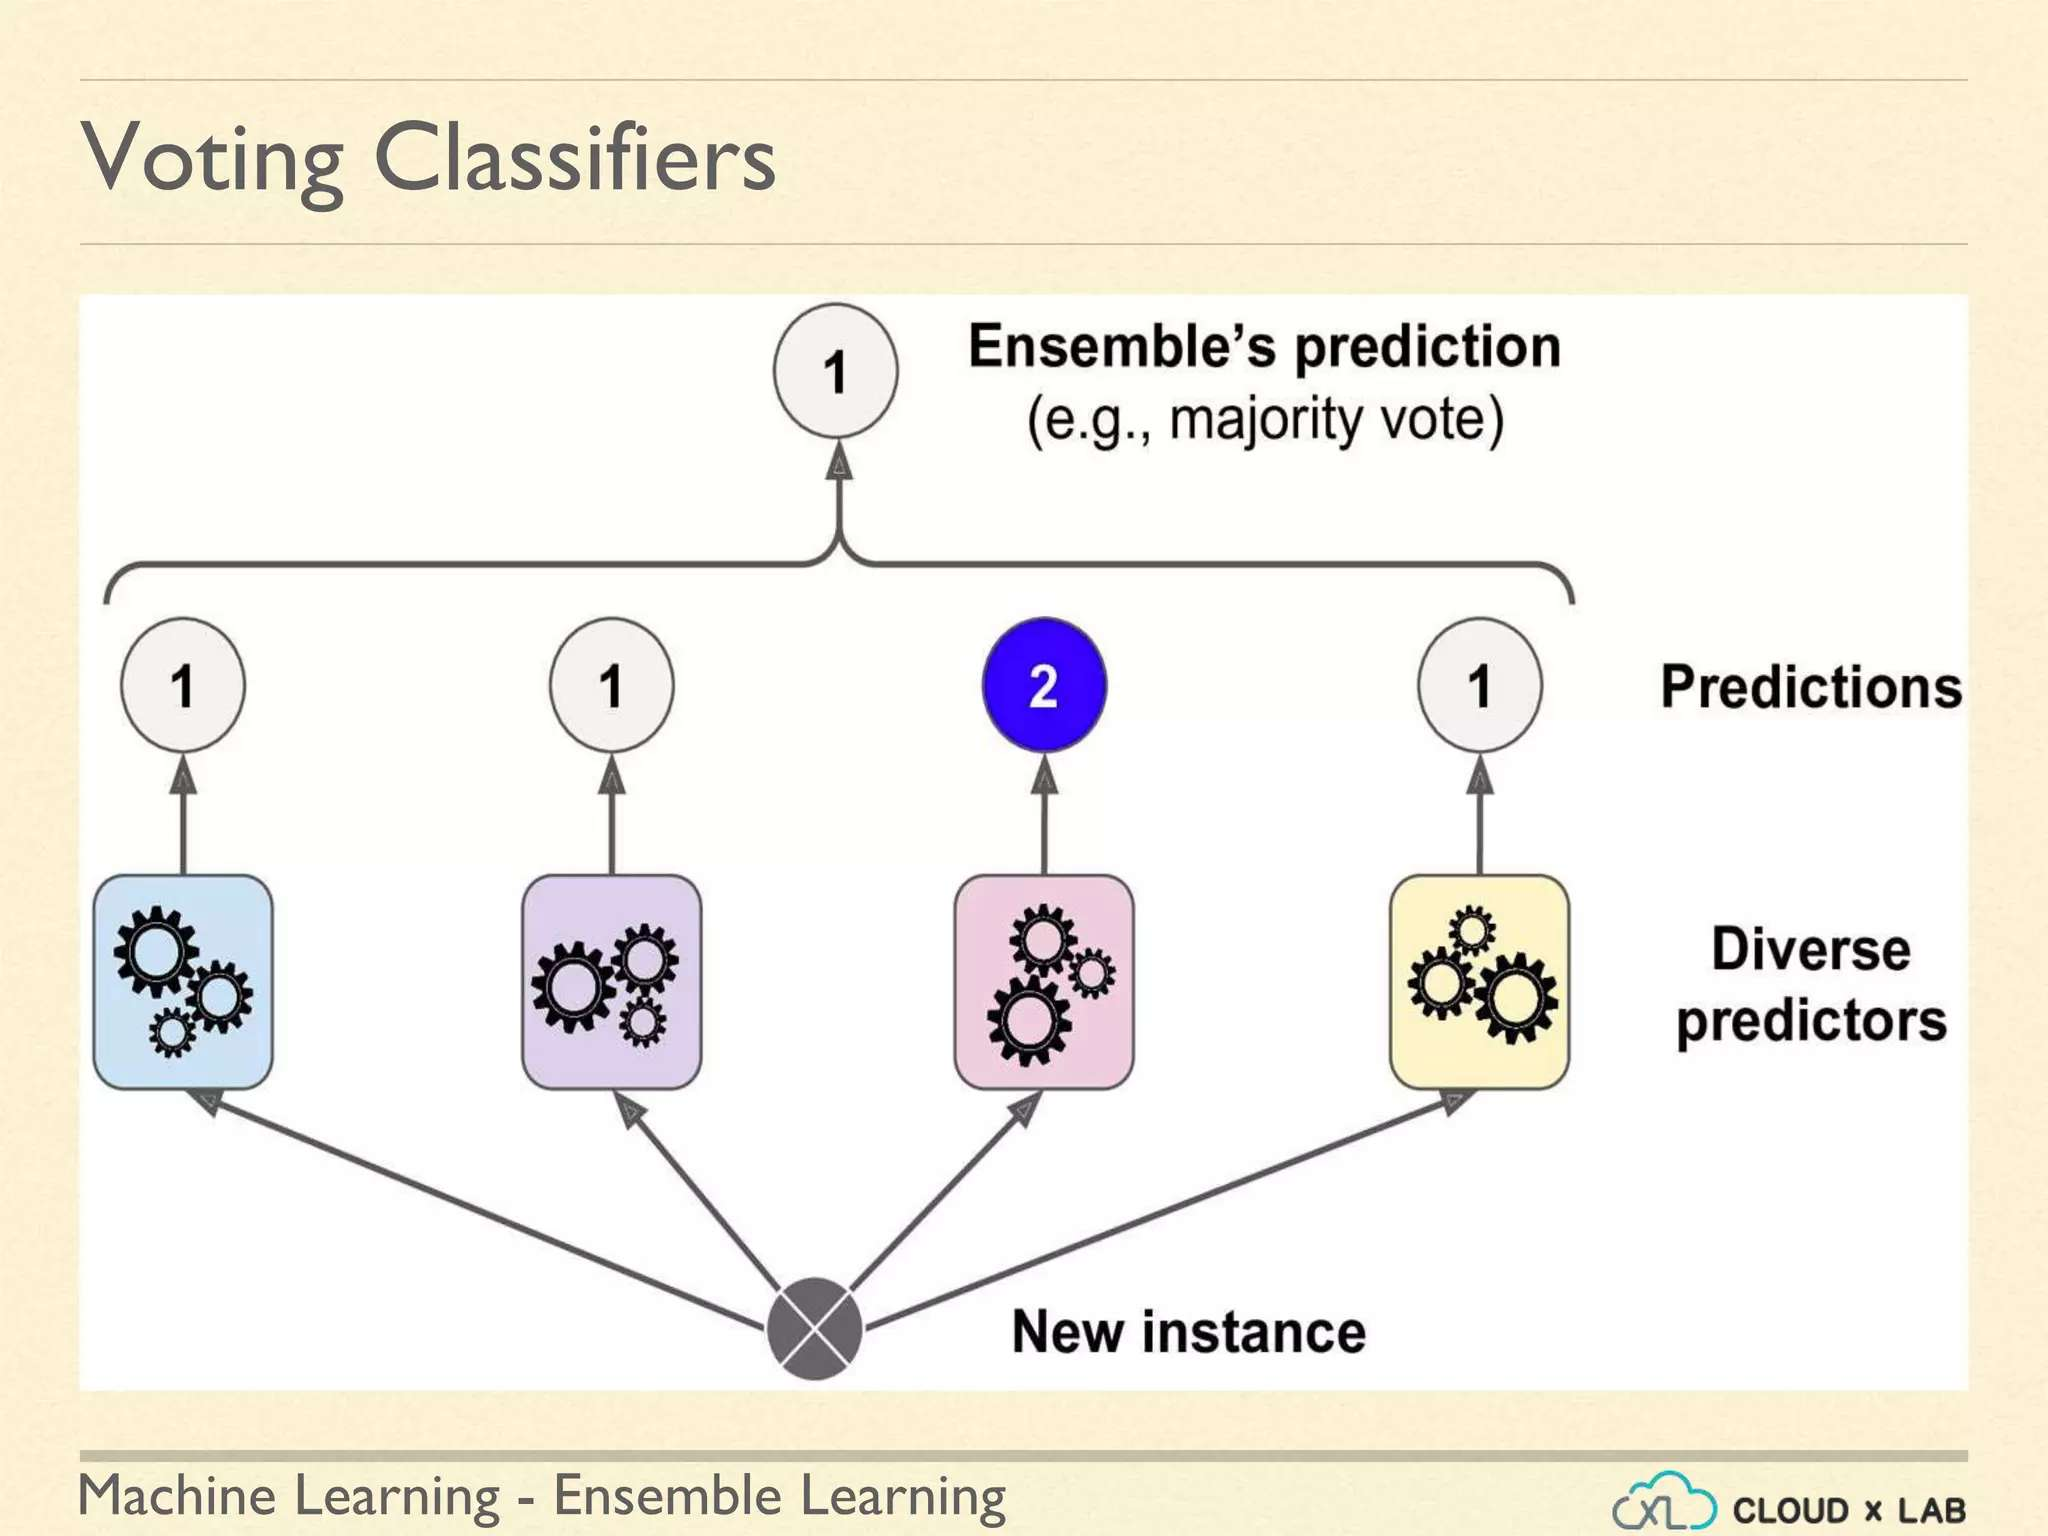 Voting Classifiers
1
Ensemble’s prediction
(e.g., majority vote)
1
1
2
1
Predictions
Diverse
predictors
New instance
Machine Learning - Ensemble Learning
CXL
CLOUD x LAB